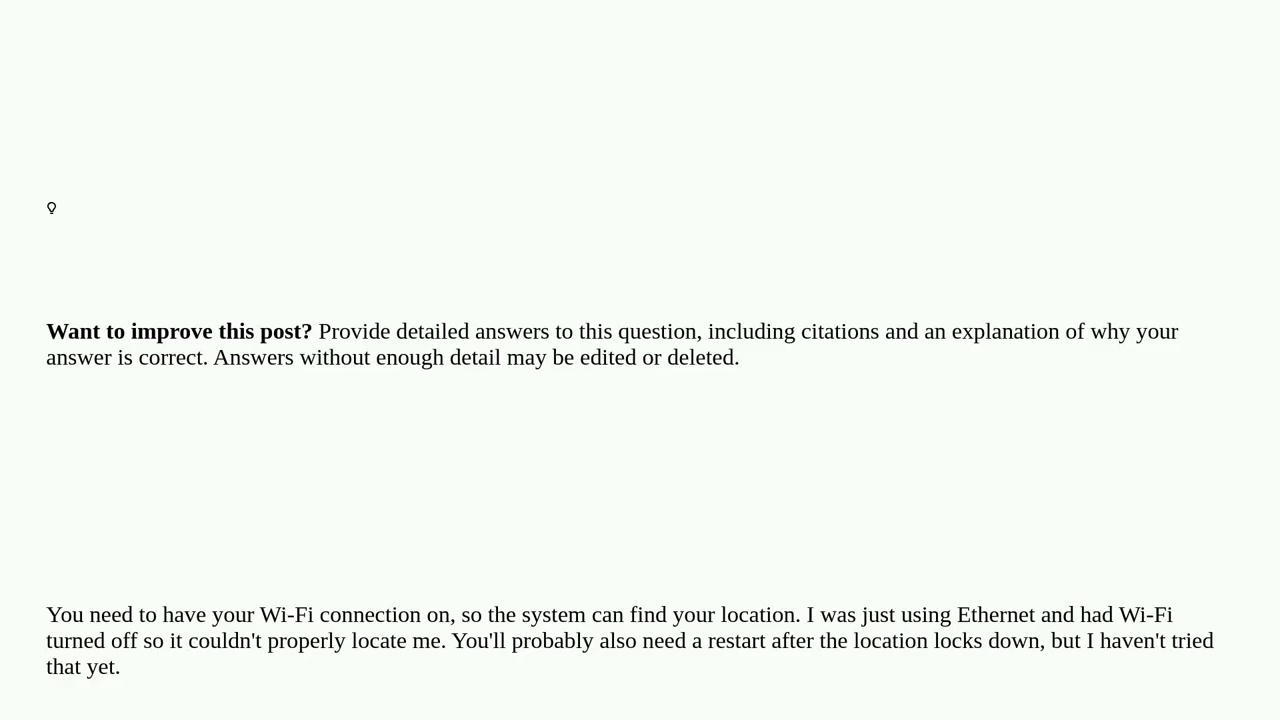 Want to improve this post? Provide detailed answers to this question, including citations and an explanation of why your
answer is correct. Answers without enough detail may be edited or deleted.
You need to have your Wi-Fi connection on, so the system can find your location. I was just using Ethernet and had Wi-Fi
turned off so it couldn't properly locate me. You'll probably also need a restart after the location locks down, but I haven't tried
that yet.